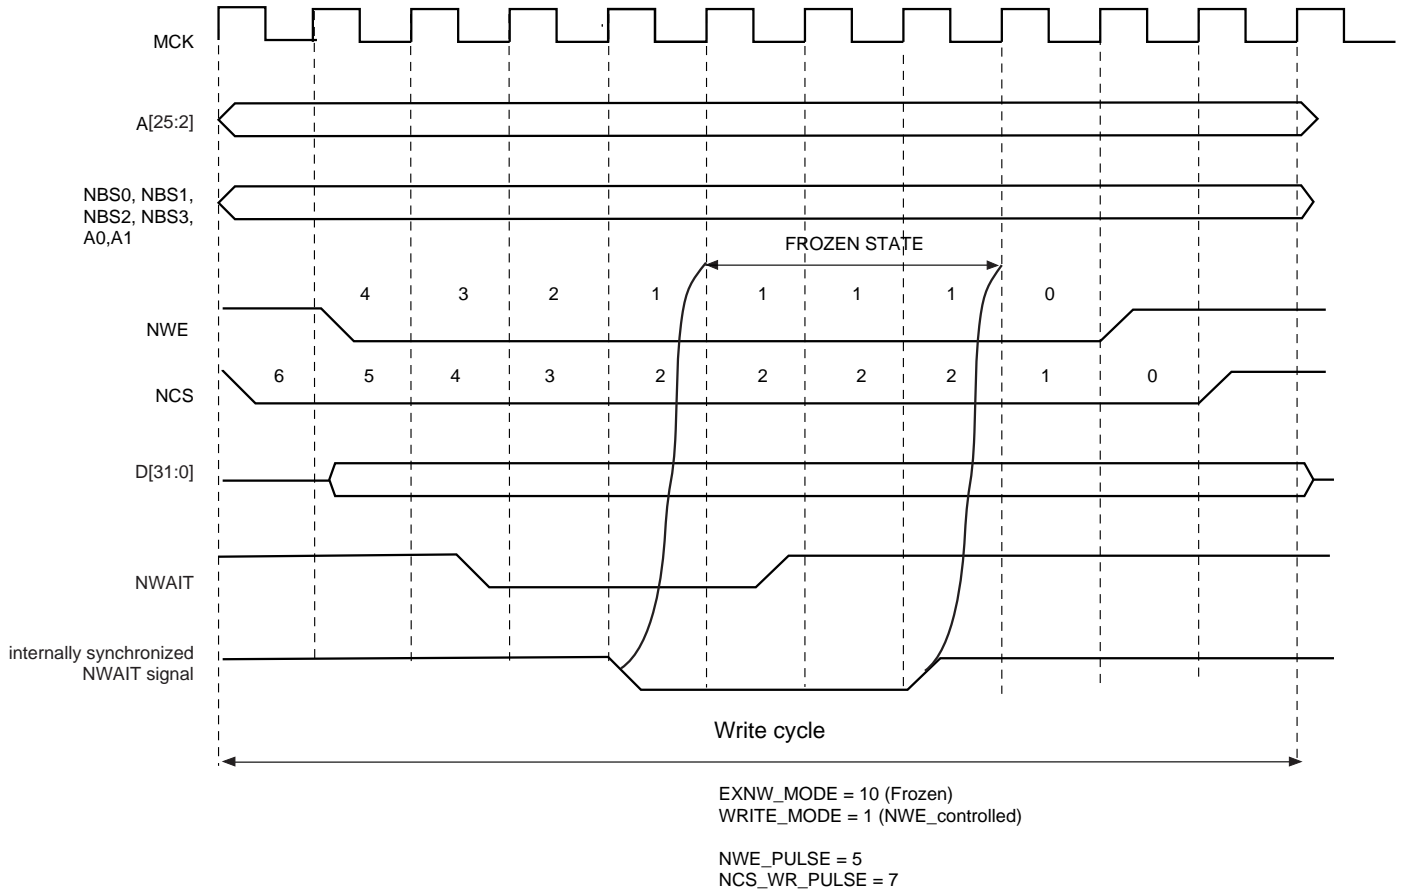 MCK
A[25:2]
NBS0, NBS1,
NBS2, NBS3,
A0,A1
FROZEN STATE
4 3 2 1 1 1 1 0
NWE
6 5 4 3 2 2 2 2 1 0
NCS
D[31:0]
NWAIT
internally synchronized
NWAIT signal
Write cycle
EXNW_MODE = 10 (Frozen)
WRITE_MODE = 1 (NWE_controlled)
NWE_PULSE = 5
NCS_WR_PULSE = 7